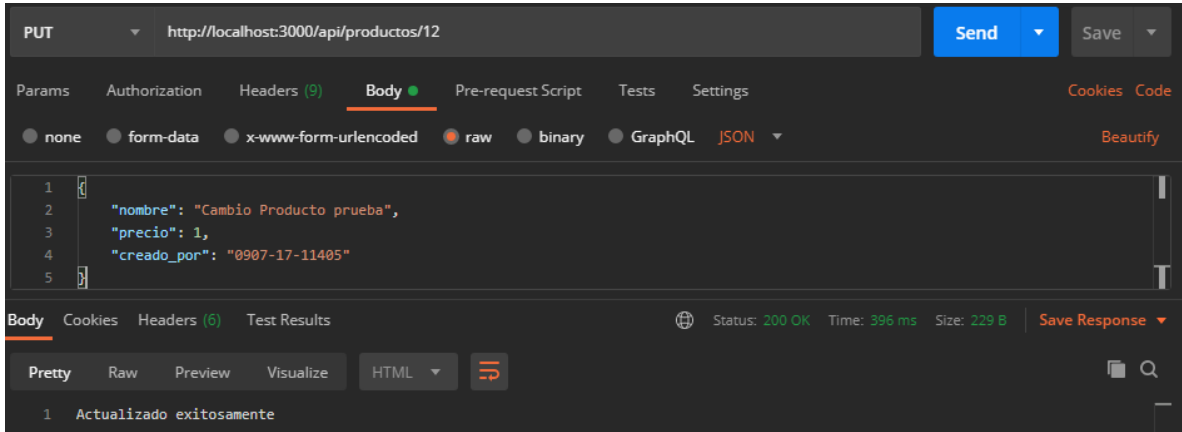 PUT http://localhost:3000/api/productos/12 Send Save
Params Authorization Headers (9) Body Pre-request Script Tests Settings Cookies Code
none form-data x-www-form-urlencoded raw binary GraphQL JSON Beautify
1 {
2 "nombre": "Cambio Producto prueba",
3 "precio": 1,
4 "creado_por": "0907-17-11405"
5 }
Body Cookies Headers (6) Test Results Status: 200 OK Time: 396 ms Size: 229 B Save Response
Pretty Raw Preview Visualize HTML
1 Actualizado exitosamente